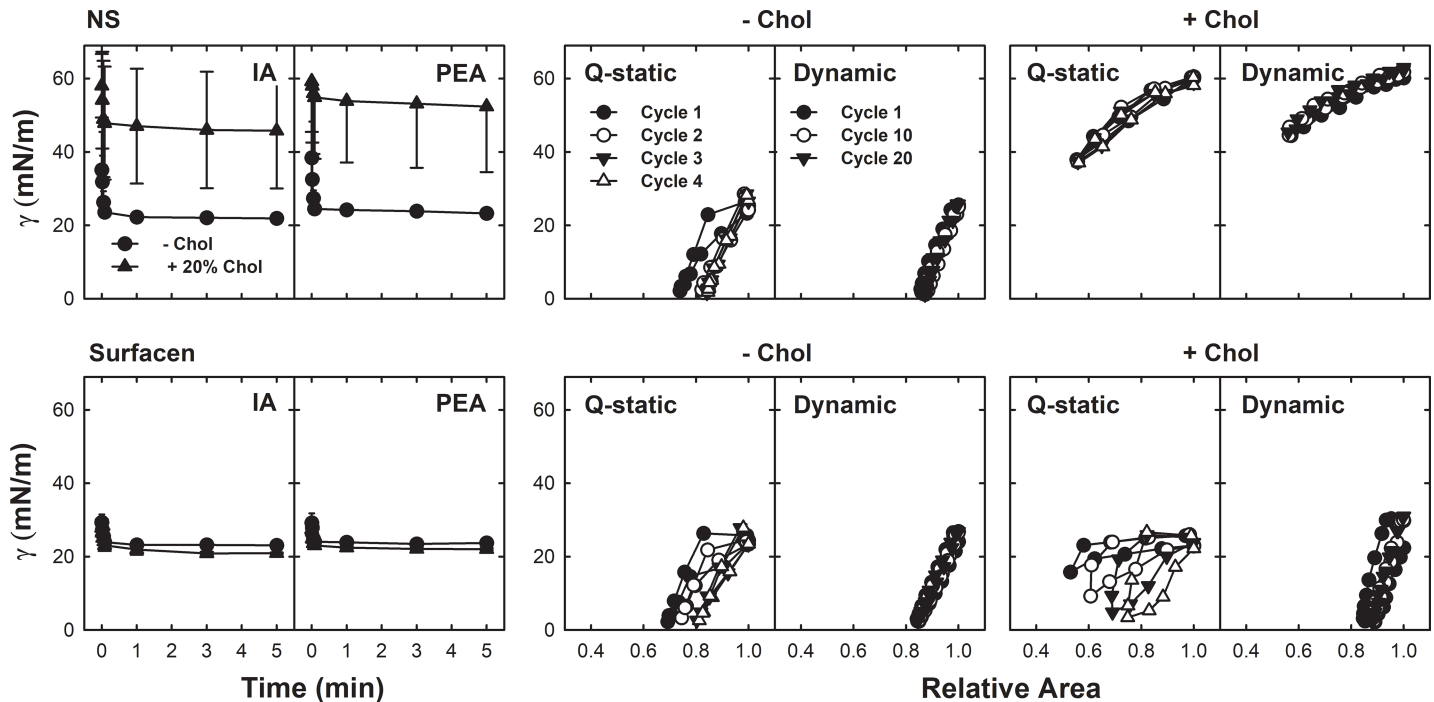 NS
- Chol
+ Chol
γ (mN/m)
60
40
20
0
IA
PEA
- Chol
+ 20% Chol
Q-static
Dynamic
Cycle 1
Cycle 2
Cycle 3
Cycle 4
Cycle 1
Cycle 10
Cycle 20
Q-static
Dynamic
Surfacen
- Chol
+ Chol
γ (mN/m)
60
40
20
0
IA
PEA
Q-static
Dynamic
Q-static
Dynamic
0 1 2 3 4 5 0 1 2 3 4 5
0.4 0.6 0.8 1.0 0.4 0.6 0.8 1.0
0.4 0.6 0.8 1.0 0.4 0.6 0.8 1.0
Time (min)
Relative Area